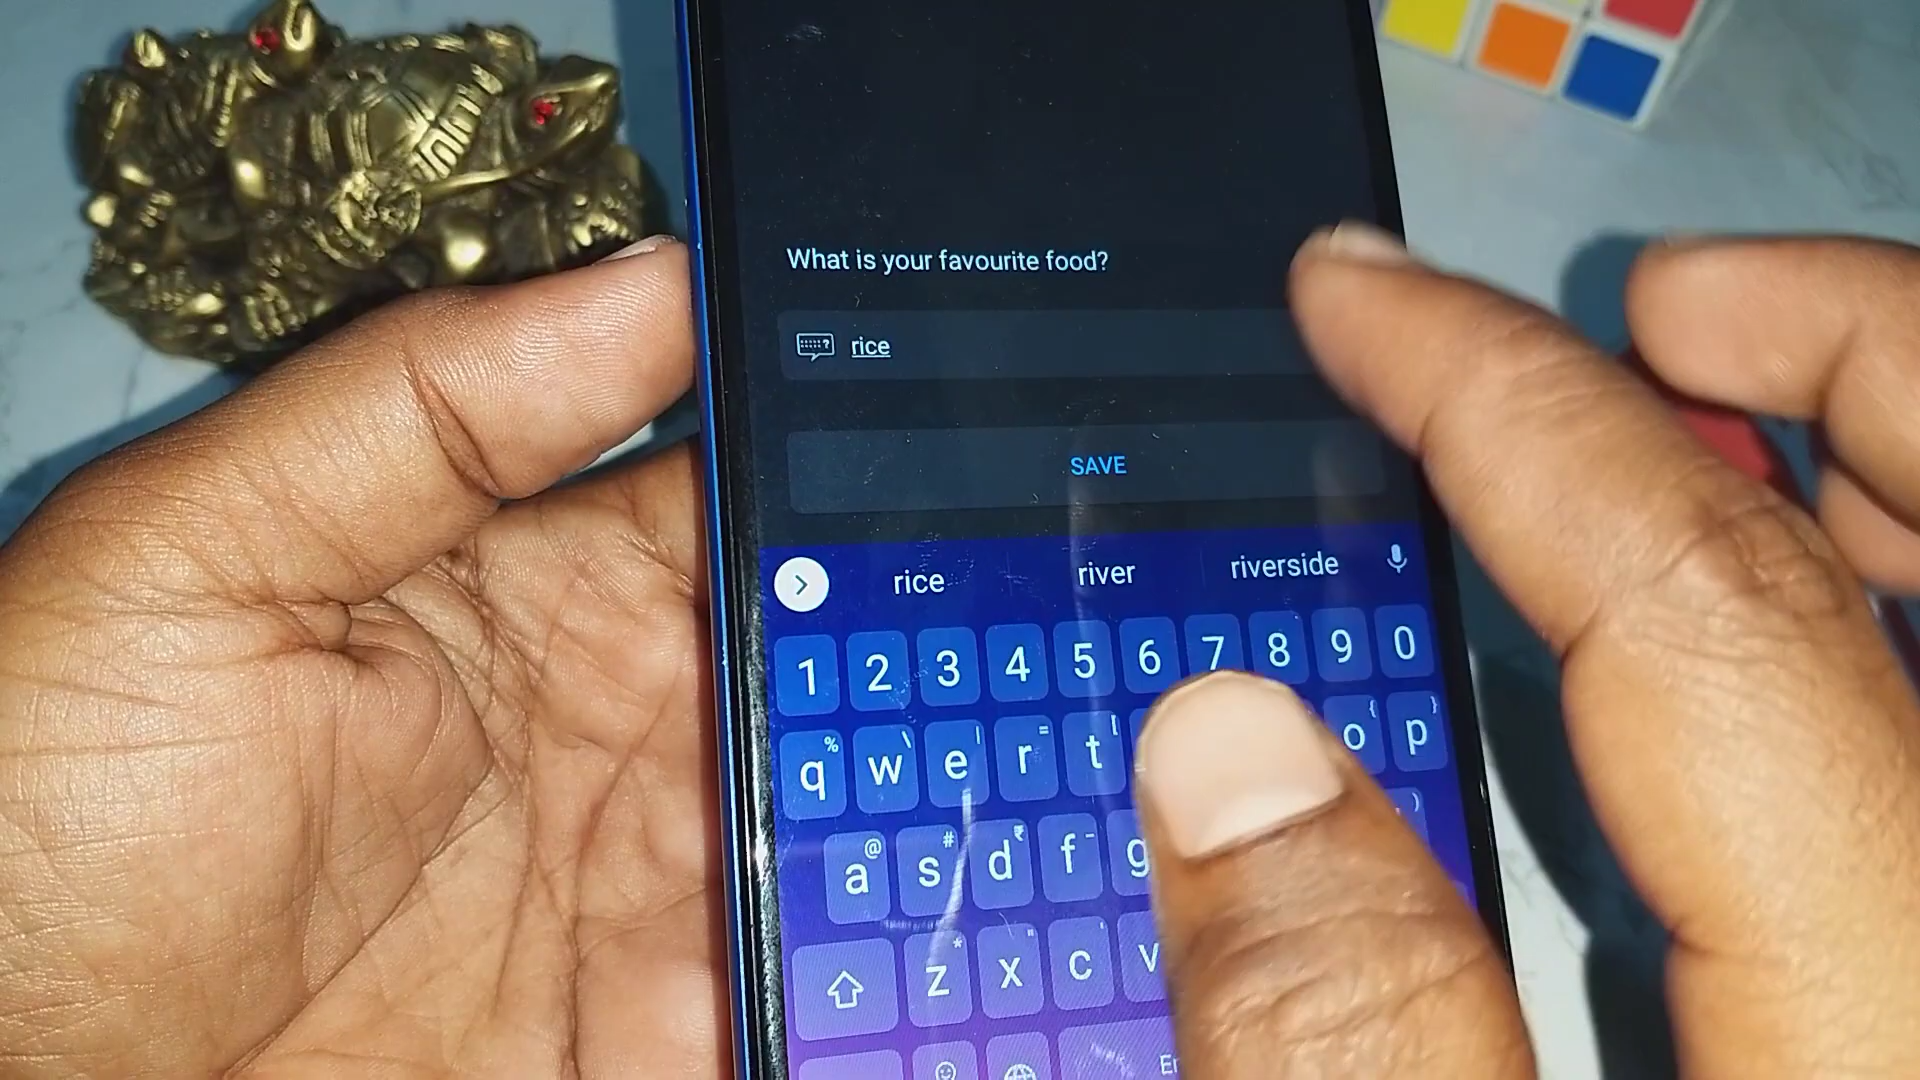 What is your favourite food?
rice
SAVE
rice river riverside
1 2 3 4 5 6 7 8 9 0
q w e r t o p
a s d f g
z x c v